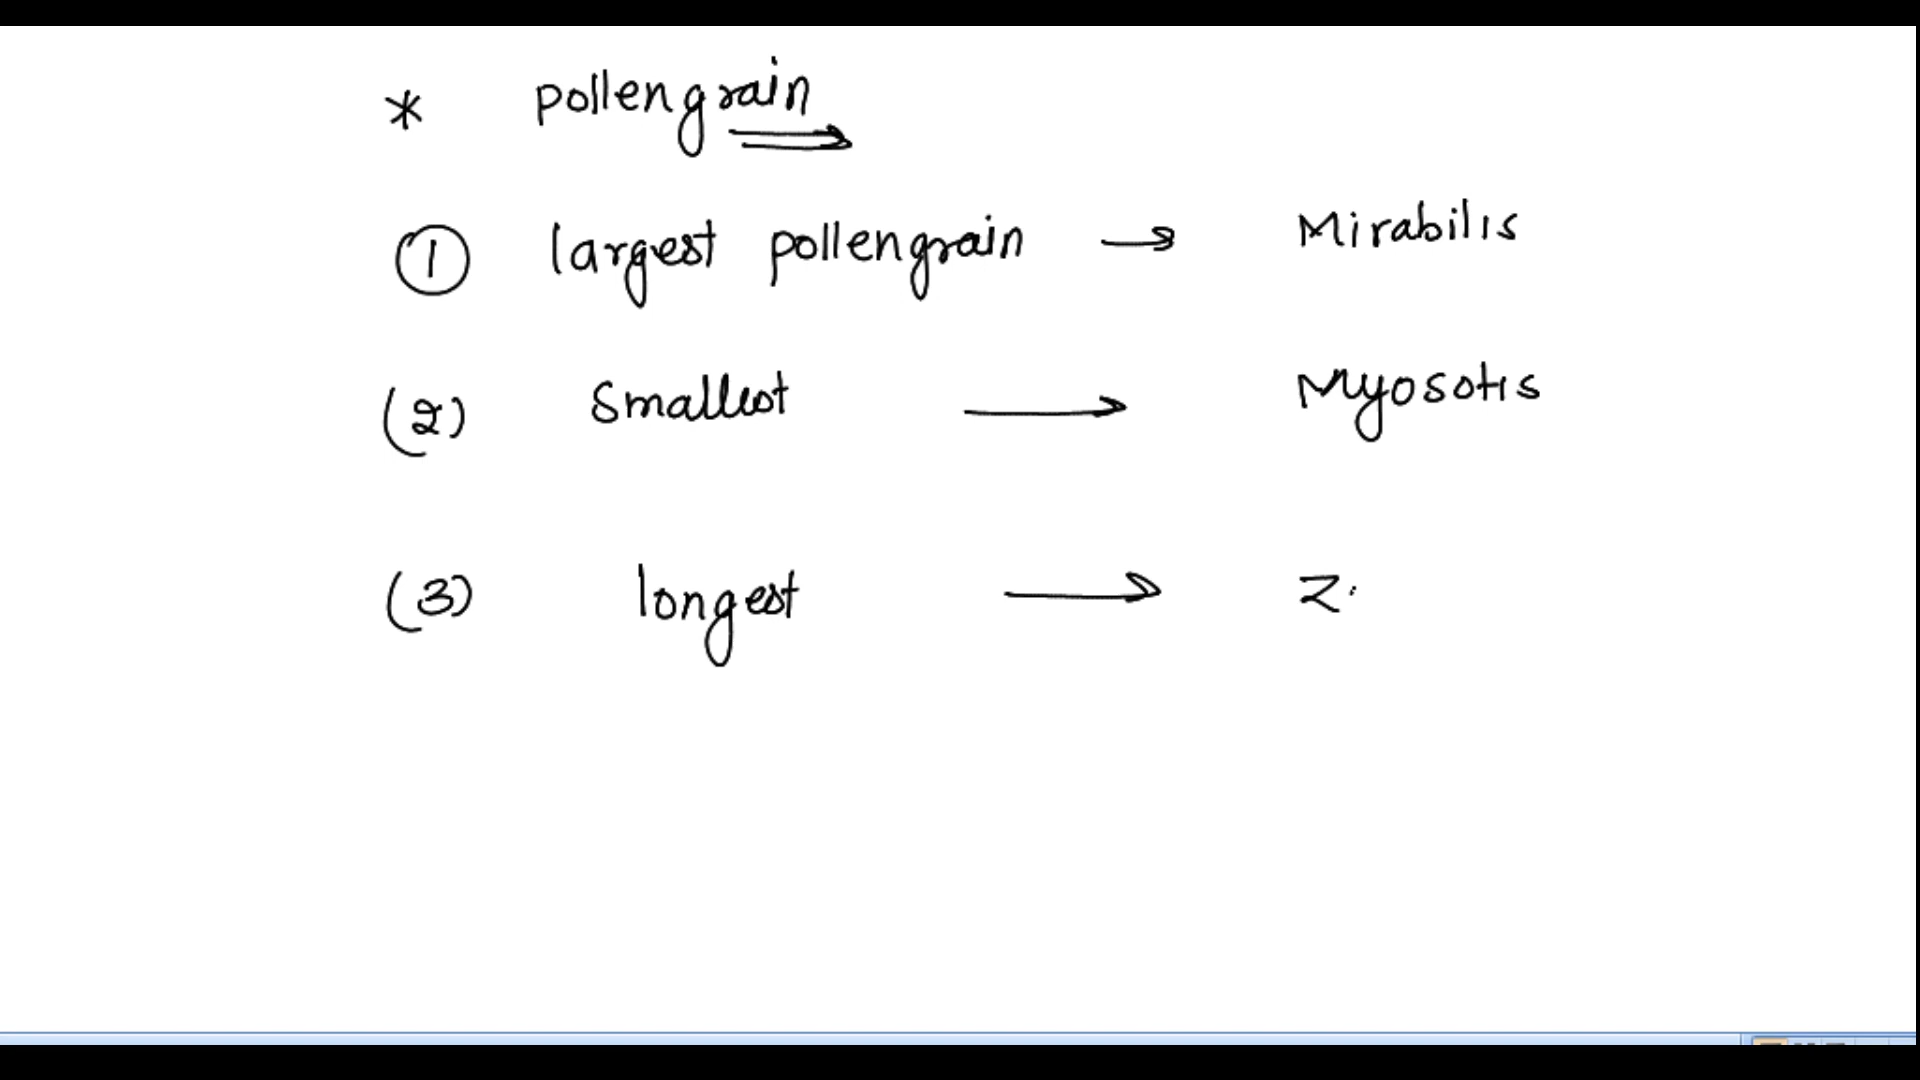 * pollengrain
① largest pollengrain → Mirabilis
(2) Smallest → Myosotis
(3) longest → Z.